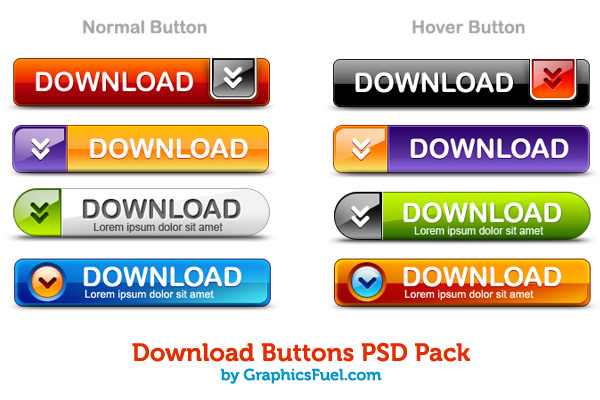 Normal Button
Hover Button
DOWNLOAD
DOWNLOAD
DOWNLOAD
DOWNLOAD
DOWNLOAD
Lorem ipsum dolor sit amet
DOWNLOAD
Lorem ipsum dolor sit amet
DOWNLOAD
Lorem ipsum dolor sit amet
DOWNLOAD
Lorem ipsum dolor sit amet
Download Buttons PSD Pack
by GraphicsFuel.com